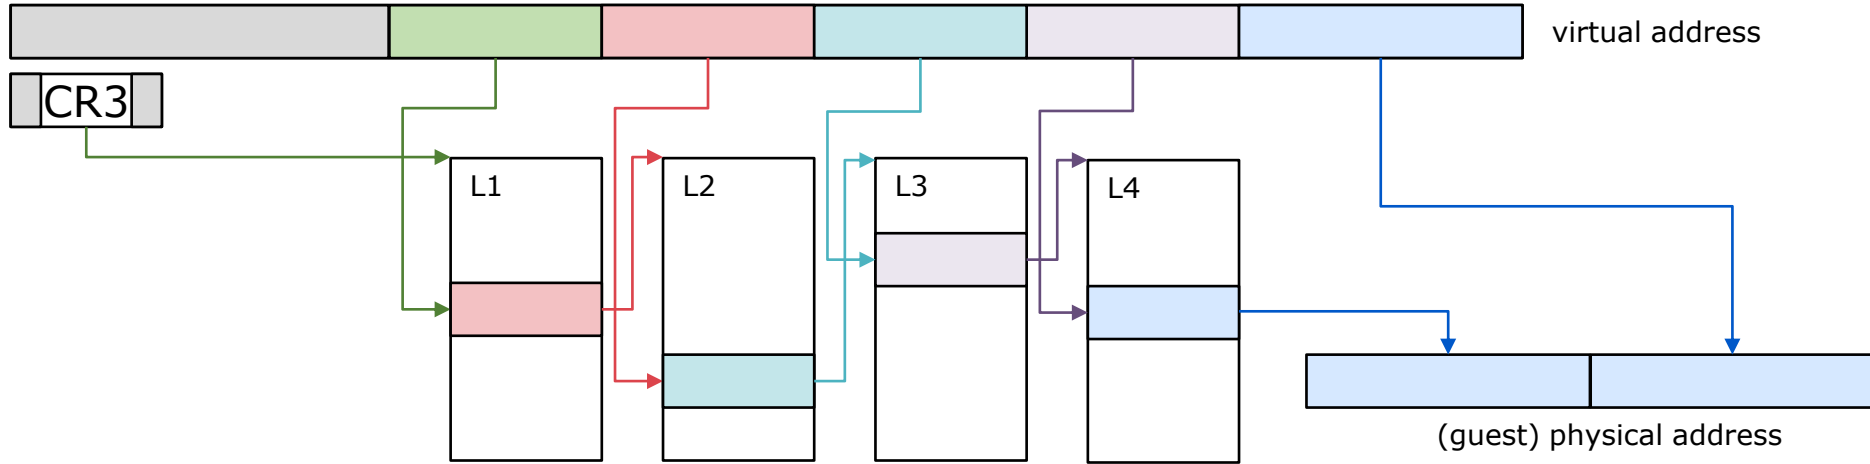 virtual address
CR3
L1
L2
L3
L4
(guest) physical address